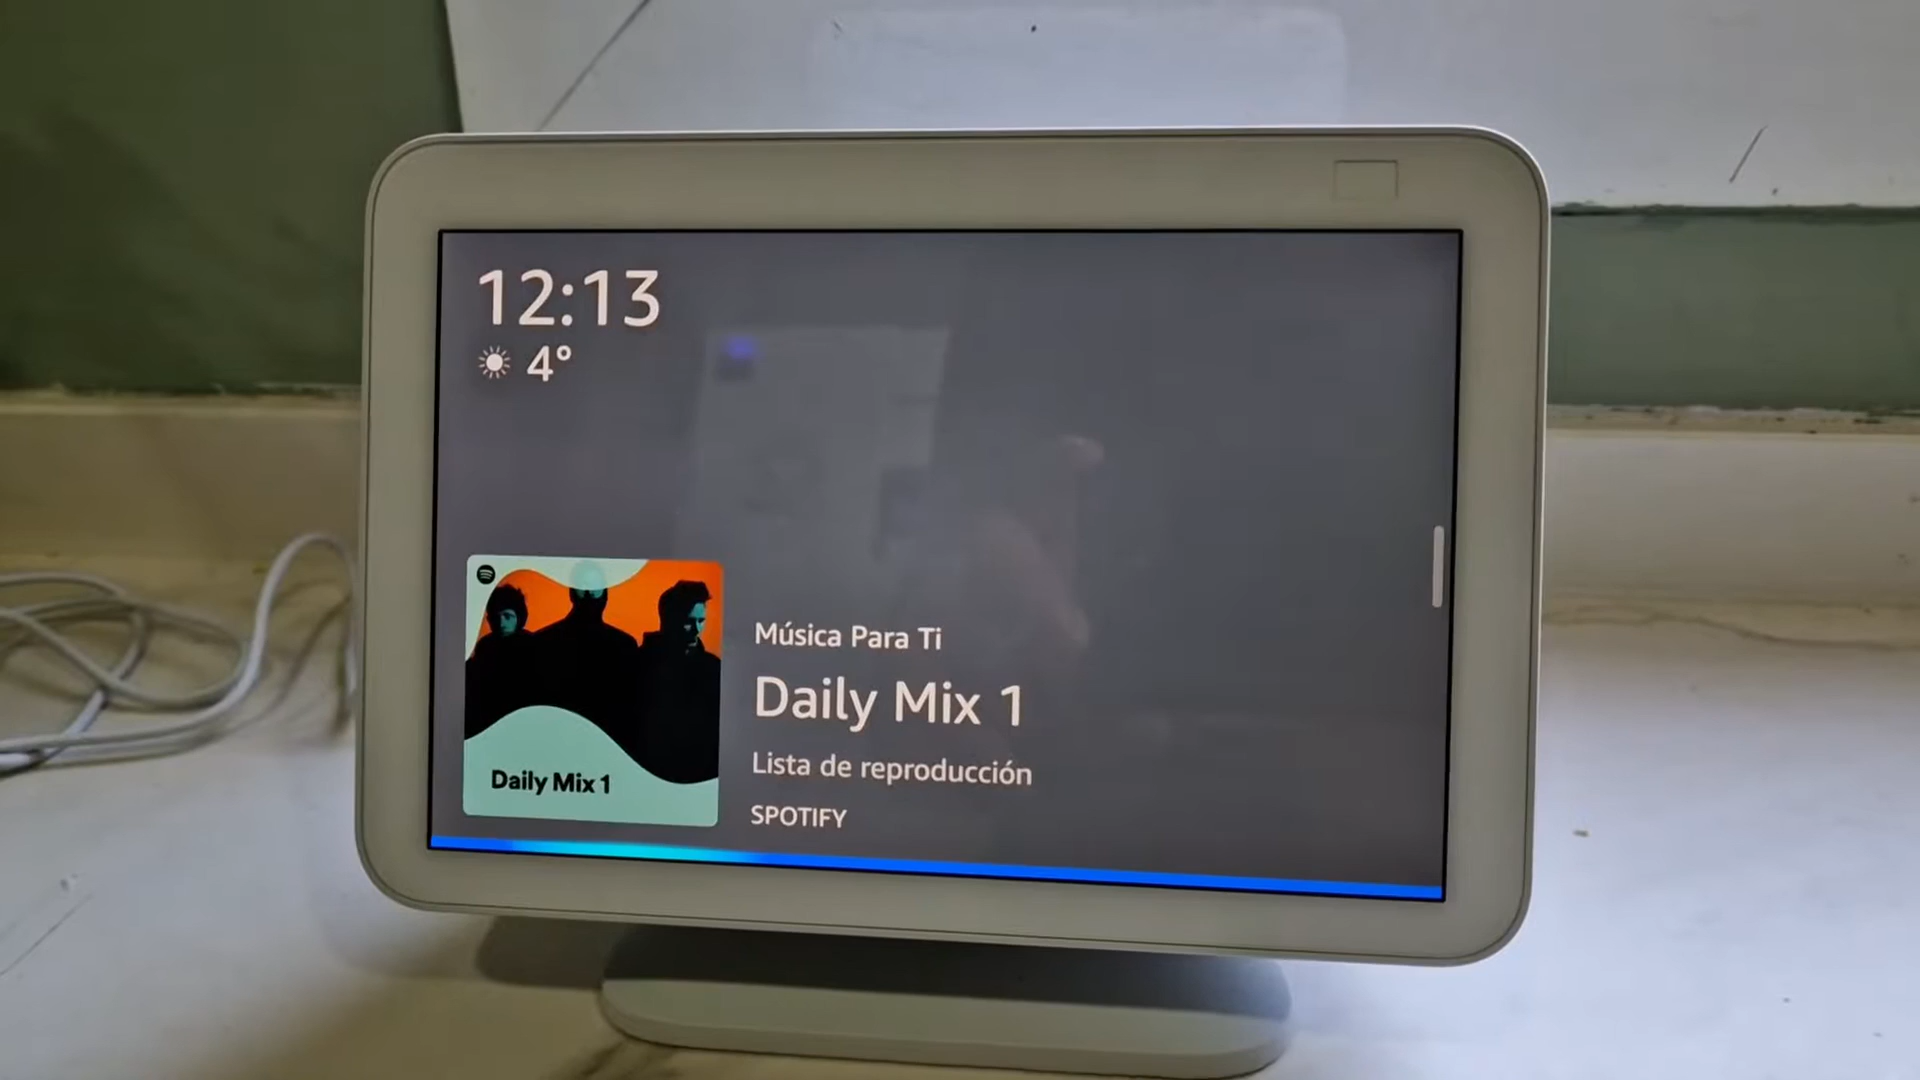 12:13
4°
Música Para Ti
Daily Mix 1
Lista de reproducción
SPOTIFY
Daily Mix 1